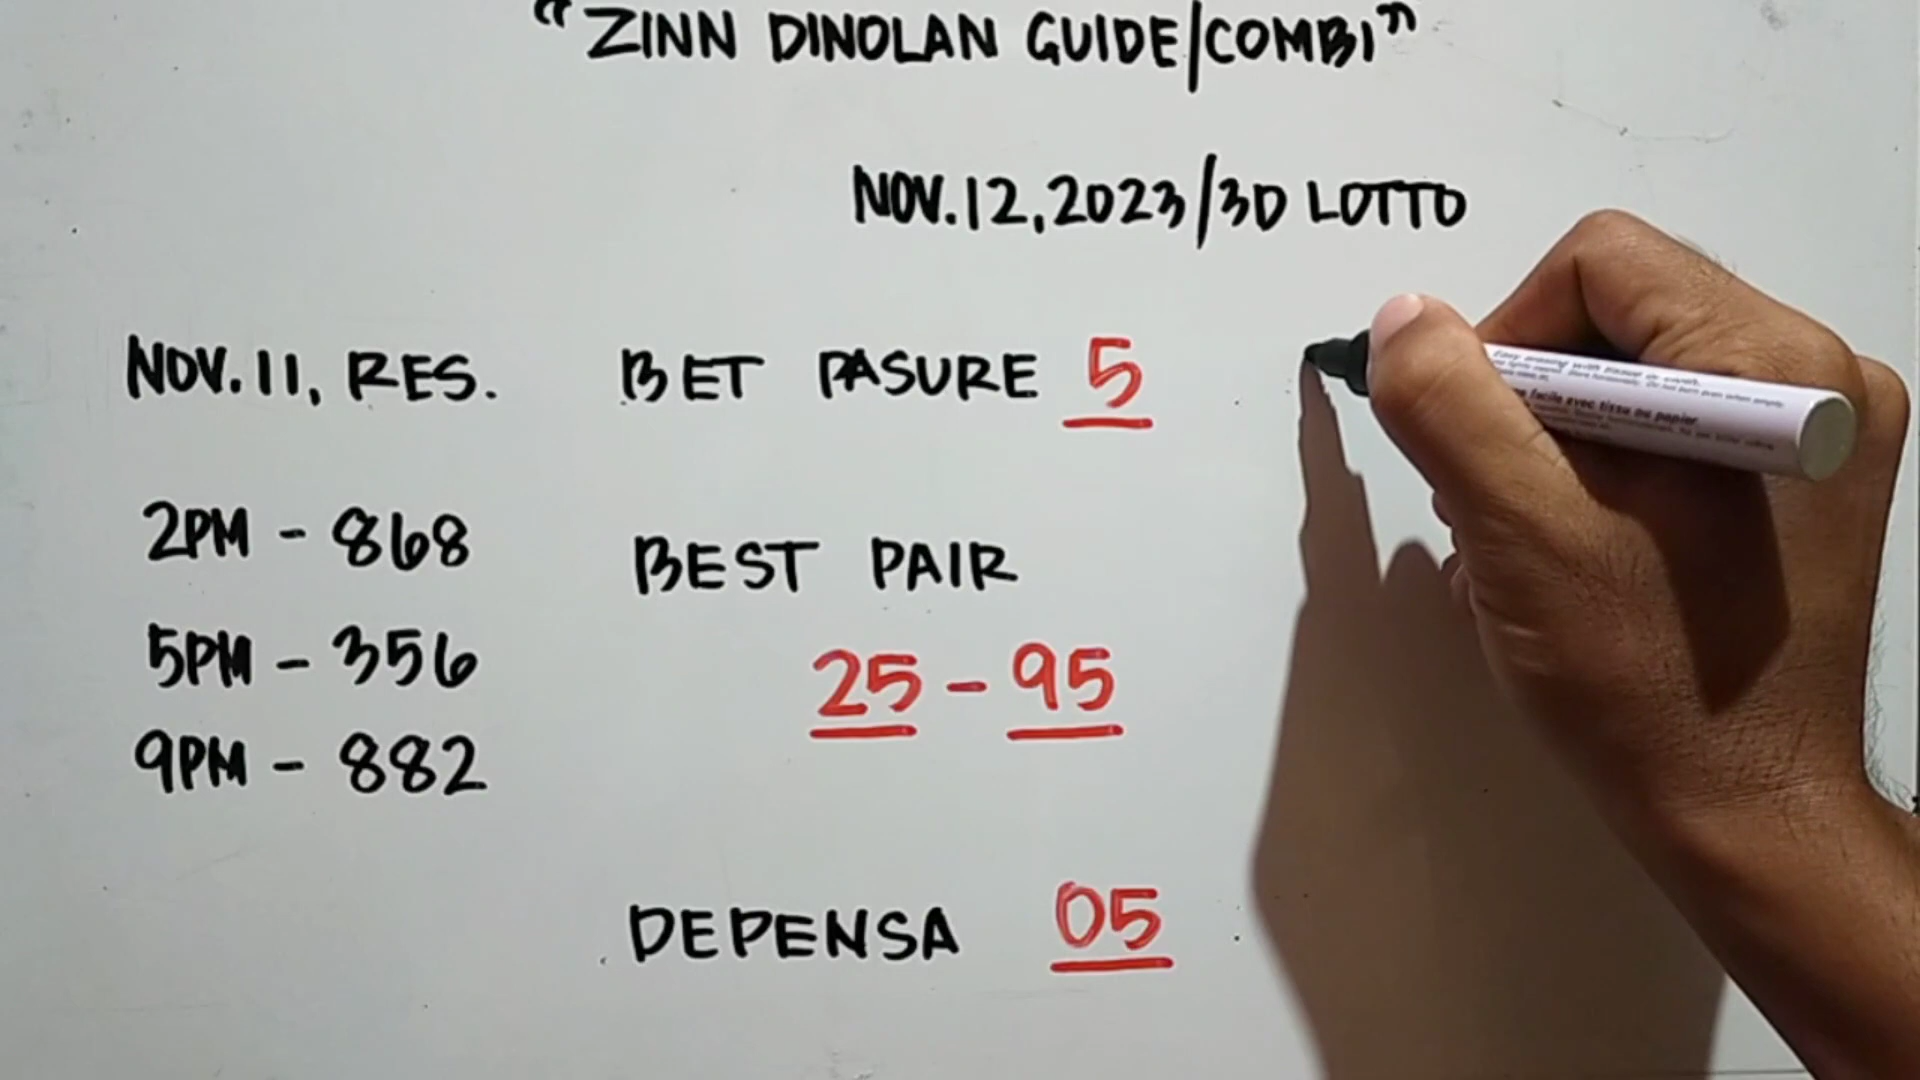 "ZINN DINOLAN GUIDE/COMBI"
NOV.12,2023/3D LOTTO
NOV.11, RES.
2PM - 868
5PM - 356
9PM - 882
BET PASURE 5
BEST PAIR
25 - 95
DEPENSA 05